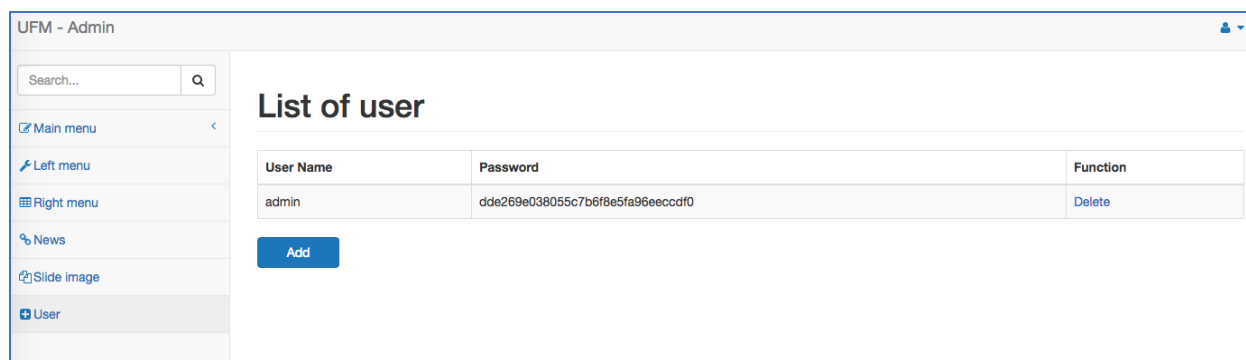 UFM - Admin
Search...
Main menu
Left menu
Right menu
News
Slide image
User
List of user
User Name Password Function
admin dde269e038055c7b6f8e5fa96eeccdf0 Delete
Add